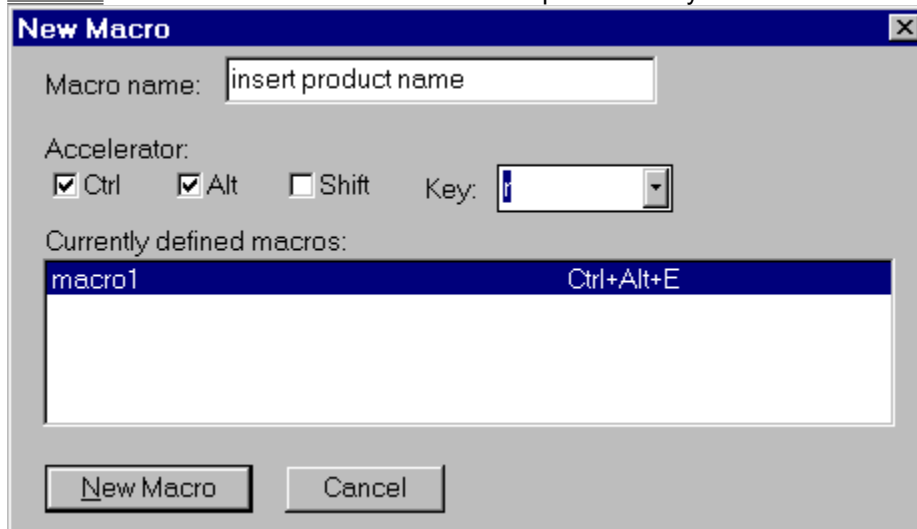 New Macro
Macro name: insert product name
Accelerator:
Ctrl Alt Shift Key: r
Currently defined macros:
macro1 Ctrl+Alt+E
New Macro Cancel